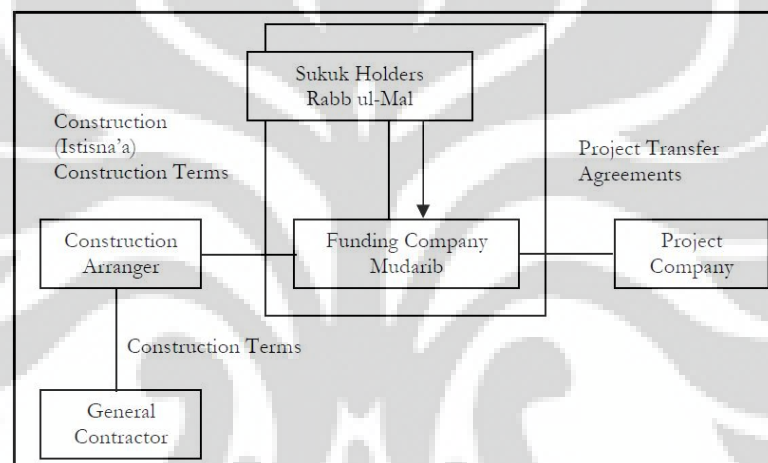 Sukuk Holders
Rabb ul-Mal
Construction
(Istisna’a)
Construction Terms
Project Transfer
Agreements
Construction
Arranger
Funding Company
Mudarib
Project
Company
Construction Terms
General
Contractor